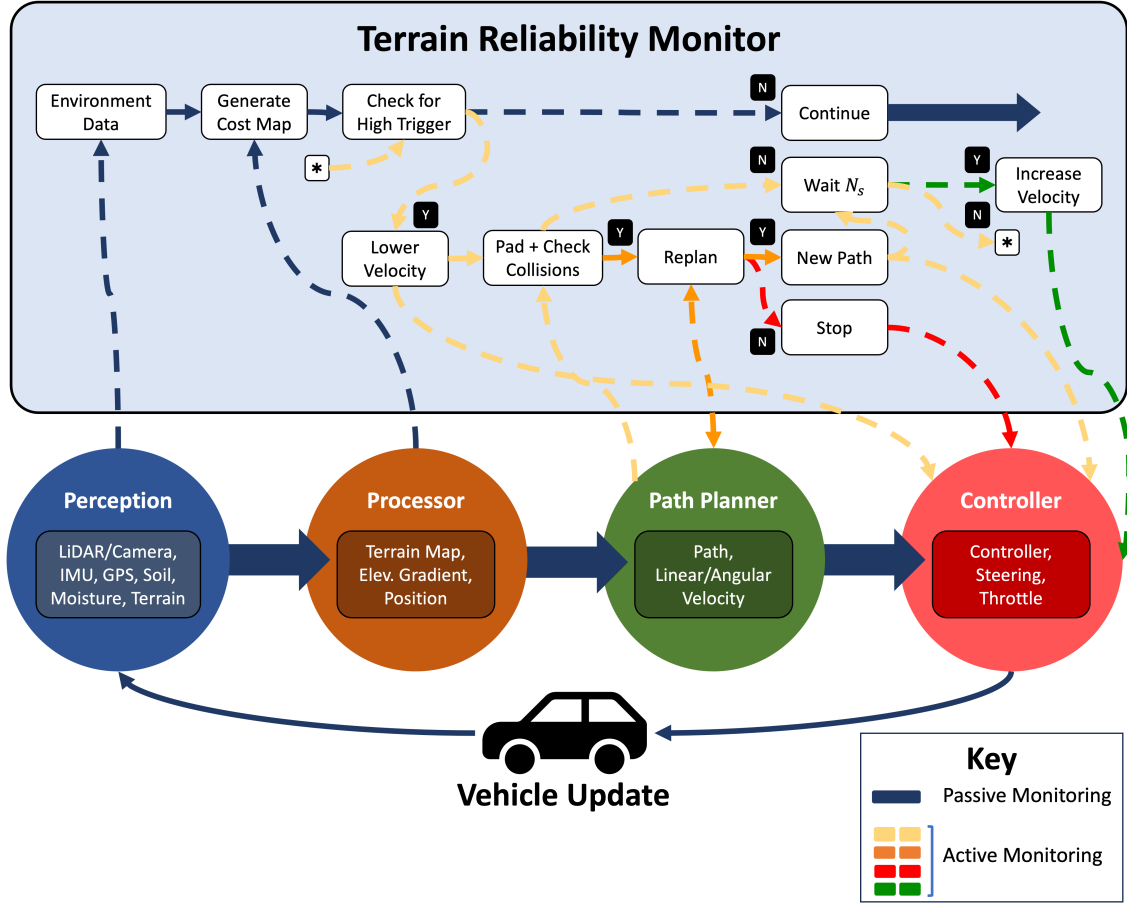 Terrain Reliability Monitor
Environment
Data
Generate
Cost Map
Check for
High Trigger
N
Continue
*
N
Wait Nₛ
Y
Increase
Velocity
Y
N
*
Lower
Velocity
Pad + Check
Collisions
Y
Replan
Y
New Path
N
Stop
Perception
LiDAR/Camera,
IMU, GPS, Soil,
Moisture, Terrain
Processor
Terrain Map,
Elev. Gradient,
Position
Path Planner
Path,
Linear/Angular
Velocity
Controller
Controller,
Steering,
Throttle
Vehicle Update
Key
Passive Monitoring
Active Monitoring